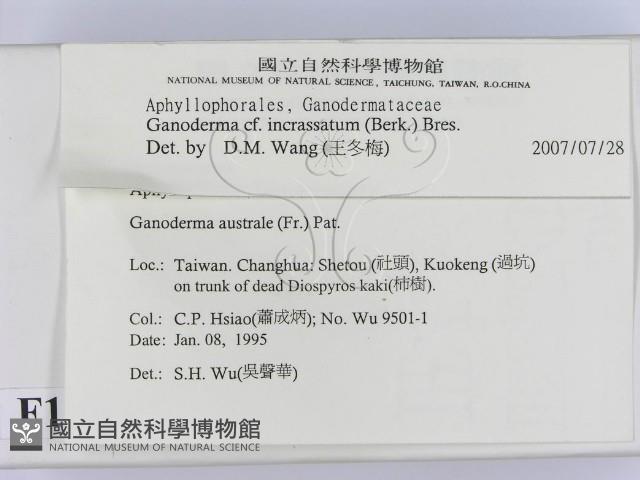 國立自然科學博物館
NATIONAL MUSEUM OF NATURAL SCIENCE, TAICHUNG, TAIWAN, R.O.CHINA
Aphyllophorales, Ganodermataceae
Ganoderma cf. incrassatum (Berk.) Bres.
Det. by D.M. Wang (王冬梅) 2007/07/28
Ganoderma australe (Fr.) Pat.
Loc.: Taiwan. Changhua: Shetou (社頭), Kuokeng (過坑)
on trunk of dead Diospyros kaki(柿樹).
Col.: C.P. Hsiao(蕭成炳); No. Wu 9501-1
Date: Jan. 08, 1995
Det.: S.H. Wu(吳聲華)
國立自然科學博物館
NATIONAL MUSEUM OF NATURAL SCIENCE